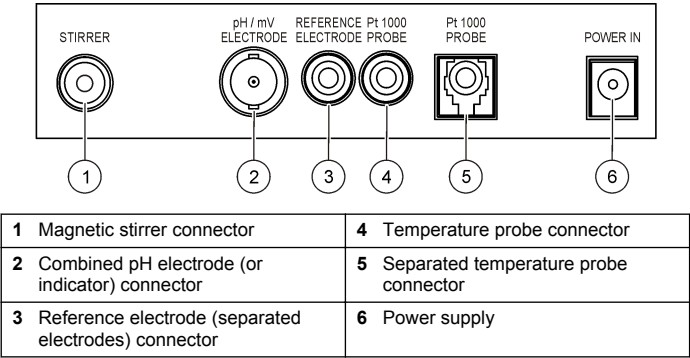 STIRRER
pH / mV
ELECTRODE
REFERENCE
ELECTRODE
Pt 1000
PROBE
Pt 1000
PROBE
POWER IN
1
2
3
4
5
6
1 Magnetic stirrer connector
4 Temperature probe connector
2 Combined pH electrode (or
indicator) connector
5 Separated temperature probe
connector
3 Reference electrode (separated
electrodes) connector
6 Power supply